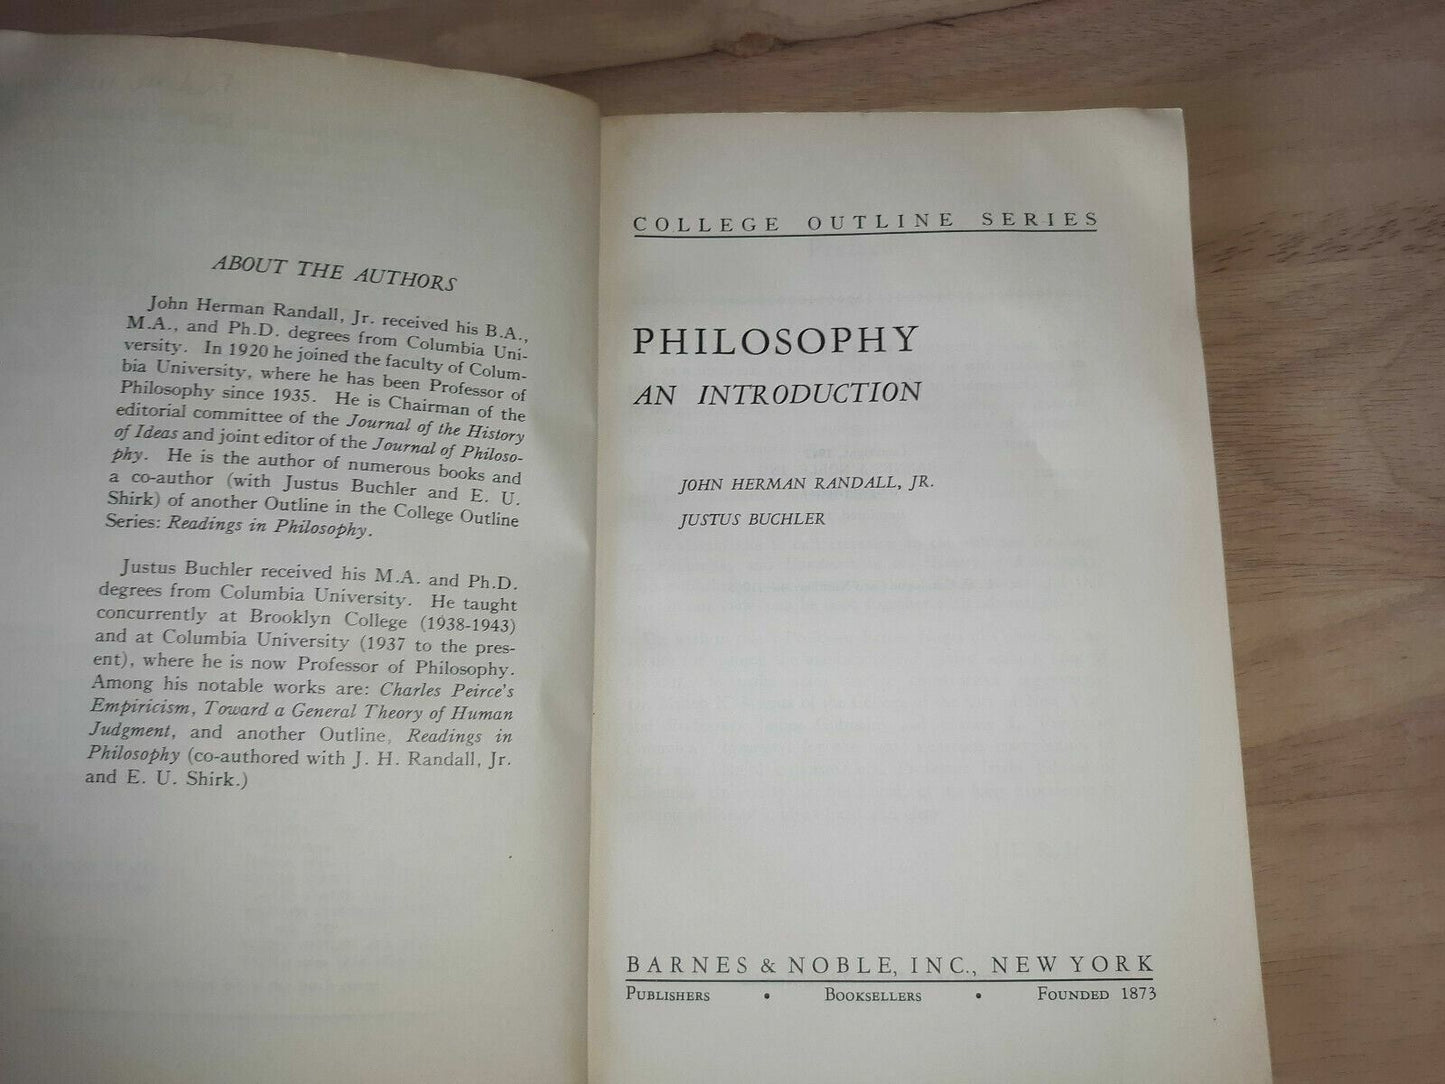 ABOUT THE AUTHORS
John Herman Randall, Jr. received his B.A.,
M.A., and Ph.D. degrees from Columbia Uni-
versity. In 1920 he joined the faculty of Colum-
bia University, where he has been Professor of
Philosophy since 1935. He is Chairman of the
editorial committee of the Journal of the History
of Ideas and joint editor of the Journal of Philoso-
phy. He is the author of numerous books and
a co-author (with Justus Buchler and E. U.
Shirk) of another Outline in the College Outline
Series: Readings in Philosophy.
Justus Buchler received his M.A. and Ph.D.
degrees from Columbia University. He taught
concurrently at Brooklyn College (1938-1943)
and at Columbia University (1937 to the pres-
ent), where he is now Professor of Philosophy.
Among his notable works are: Charles Peirce's
Empiricism, Toward a General Theory of Human
Judgment, and another Outline, Readings in
Philosophy (co-authored with J. H. Randall, Jr.
and E. U. Shirk.)
COLLEGE OUTLINE SERIES
PHILOSOPHY
AN INTRODUCTION
JOHN HERMAN RANDALL, JR.
JUSTUS BUCHLER
BARNES & NOBLE, INC., NEW YORK
PUBLISHERS • BOOKSELLERS • FOUNDED 1873